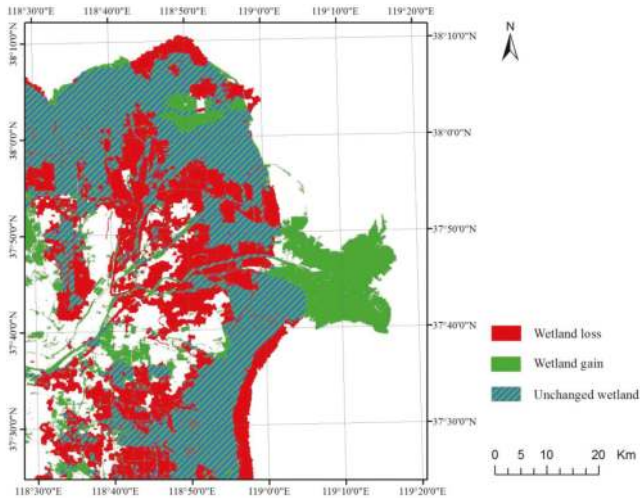 118°30'0"E 118°40'0"E 118°50'0"E 119°0'0"E 119°10'0"E 119°20'0"E
38°10'0"N 38°10'0"N
N
38°0'0"N 38°0'0"N
37°50'0"N 37°50'0"N
37°40'0"N 37°40'0"N
Wetland loss
Wetland gain
Unchanged wetland
37°30'0"N 37°30'0"N
0 5 10 20 Km
118°30'0"E 118°40'0"E 118°50'0"E 119°0'0"E 119°10'0"E 119°20'0"E